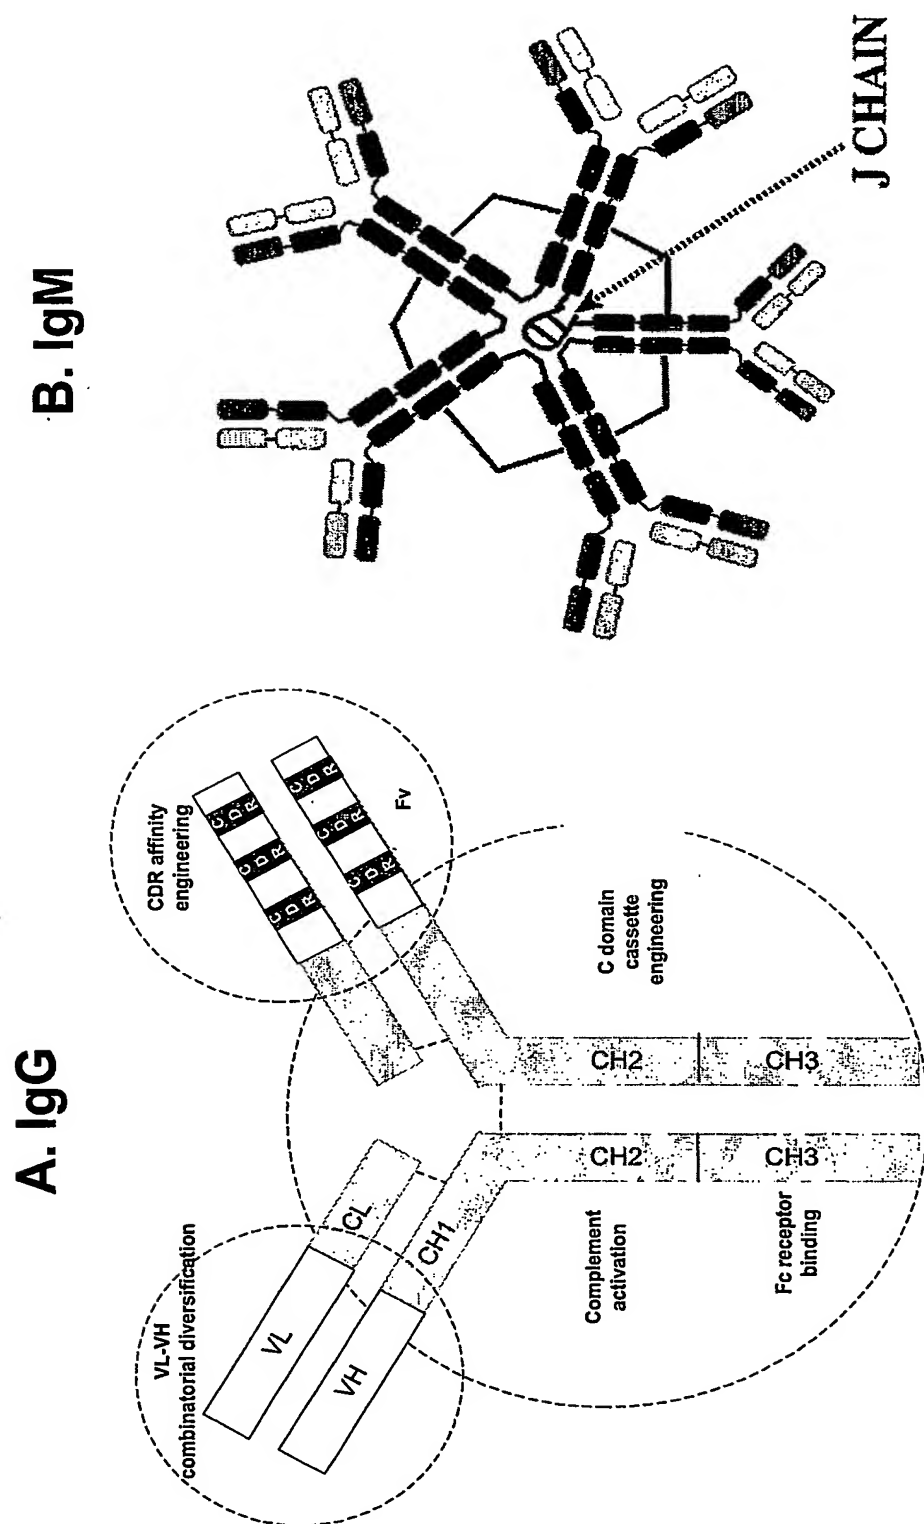 A. IgG
VL-VH
combinatorial diversification
VL
VH
CL
CH1
CDR affinity
engineering
CDR
CDR
CDR
CDR
CDR
CDR
Fv
CH2
CH2
CH3
CH3
Complement
activation
Fc receptor
binding
C domain
cassette
engineering
B. IgM
J CHAIN